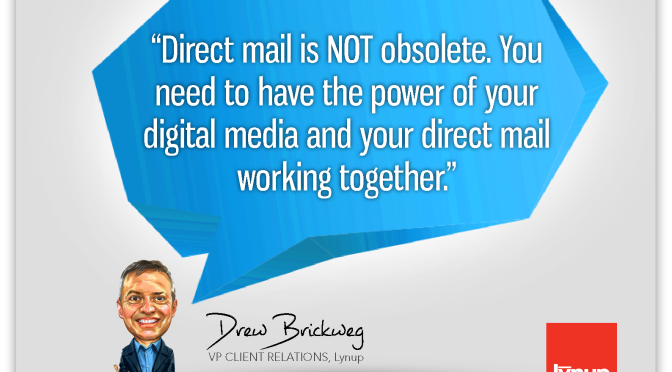 “Direct mail is NOT obsolete. You
need to have the power of your
digital media and your direct mail
working together.”
Drew Brickweg
VP CLIENT RELATIONS, Lynup
Lynup